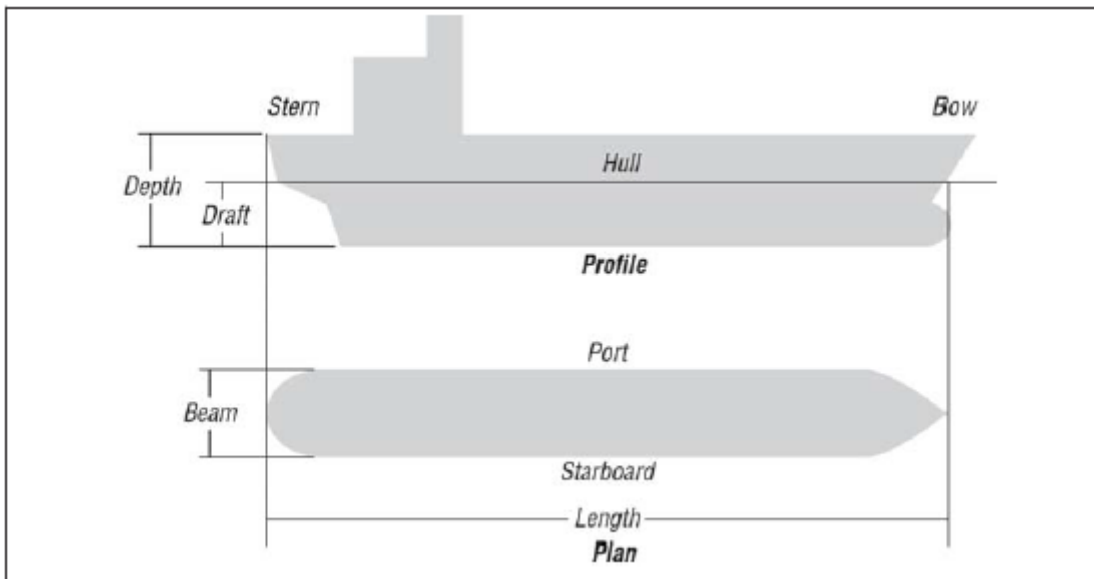 Stern
Bow
Hull
Depth
Draft
Profile
Port
Beam
Starboard
Length
Plan